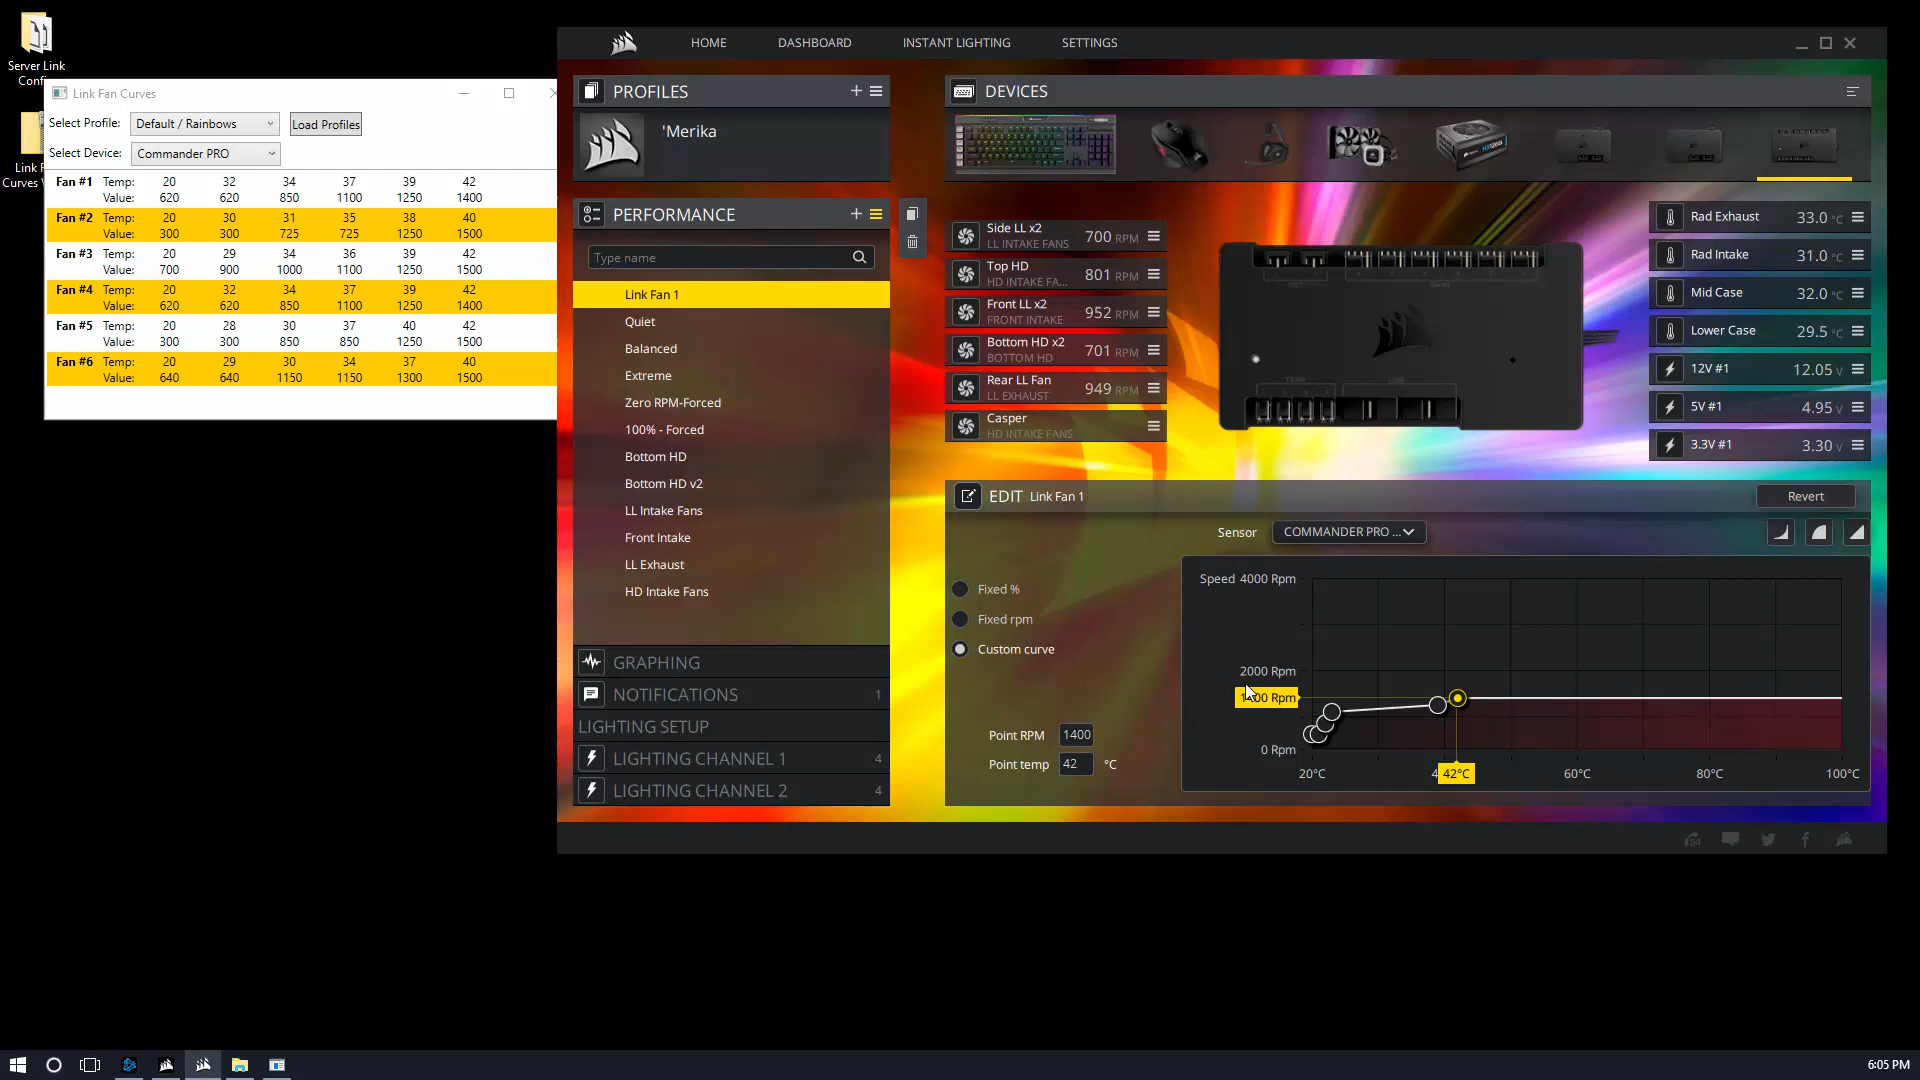 Server Link
Confi...
Link F
Curves V
Link Fan Curves
Select Profile: Default / Rainbows Load Profiles
Select Device: Commander PRO
Fan #1 Temp: 20 32 34 37 39 42
Value: 620 620 850 1100 1250 1400
Fan #2 Temp: 20 30 31 35 38 40
Value: 300 300 725 725 1250 1500
Fan #3 Temp: 20 29 34 36 39 42
Value: 700 900 1000 1100 1250 1500
Fan #4 Temp: 20 32 34 37 39 42
Value: 620 620 850 1100 1250 1400
Fan #5 Temp: 20 28 30 37 40 42
Value: 300 300 850 850 1250 1500
Fan #6 Temp: 20 29 30 34 37 40
Value: 640 640 1150 1150 1300 1500
HOME DASHBOARD INSTANT LIGHTING SETTINGS
PROFILES
'Merika
PERFORMANCE
Type name
Link Fan 1
Quiet
Balanced
Extreme
Zero RPM-Forced
100% - Forced
Bottom HD
Bottom HD v2
LL Intake Fans
Front Intake
LL Exhaust
HD Intake Fans
GRAPHING
NOTIFICATIONS 1
LIGHTING SETUP
LIGHTING CHANNEL 1 4
LIGHTING CHANNEL 2 4
DEVICES
Side LL x2
LL INTAKE FANS 700 RPM
Top HD
HD INTAKE FA... 801 RPM
Front LL x2
FRONT INTAKE 952 RPM
Bottom HD x2
BOTTOM HD 701 RPM
Rear LL Fan
LL EXHAUST 949 RPM
Casper
HD INTAKE FANS
Rad Exhaust 33.0 °C
Rad Intake 31.0 °C
Mid Case 32.0 °C
Lower Case 29.5 °C
12V #1 12.05 V
5V #1 4.95 V
3.3V #1 3.30 V
EDIT Link Fan 1 Revert
Sensor COMMANDER PRO ...
Fixed %
Fixed rpm
Custom curve
Point RPM 1400
Point temp 42 °C
Speed 4000 Rpm
2000 Rpm
Rpm
0 Rpm
20°C 42°C 60°C 80°C 100°C
6:05 PM